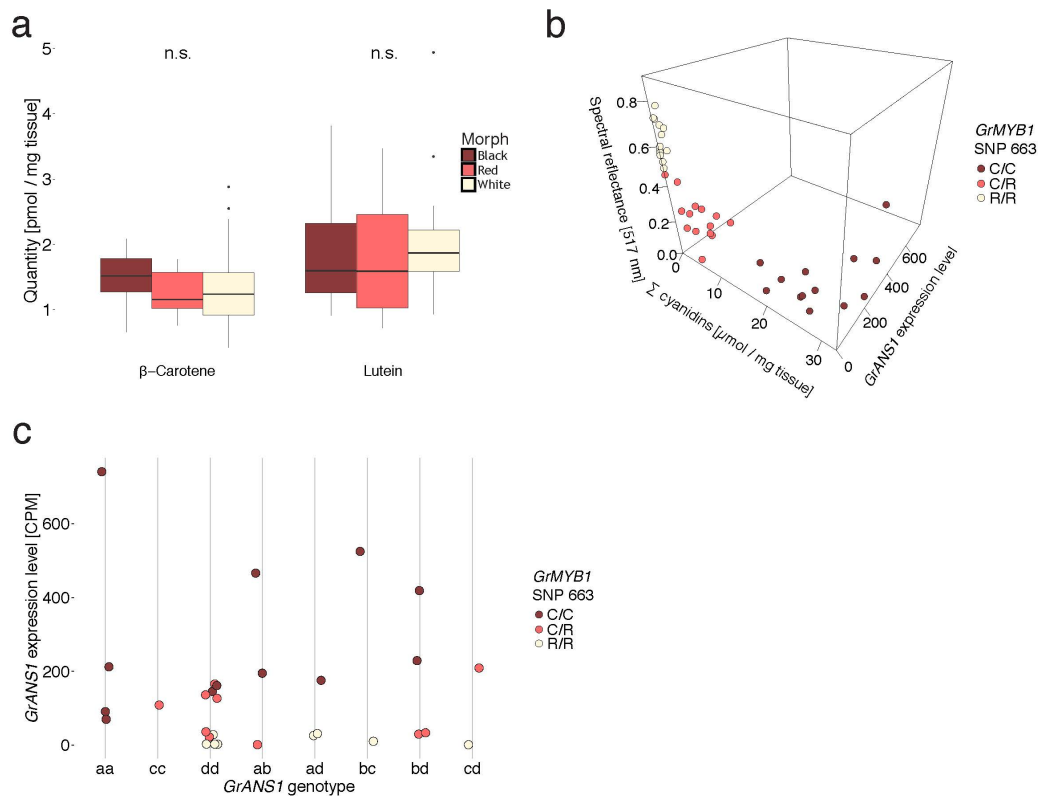 a
5
4
3
2
1
Quantity [pmol / mg tissue]
n.s.
n.s.
β−Carotene
Lutein
Morph
Black
Red
White
b
0.8
0.6
0.4
0.2
0.0
Spectral reflectance [517 nm]
0
10
20
30
∑ cyanidins [µmol / mg tissue]
0
200
400
600
GrANS1 expression level
GrMYB1
SNP 663
C/C
C/R
R/R
c
600
400
200
0
GrANS1 expression level [CPM]
aa cc dd ab ad bc bd cd
GrANS1 genotype
GrMYB1
SNP 663
C/C
C/R
R/R